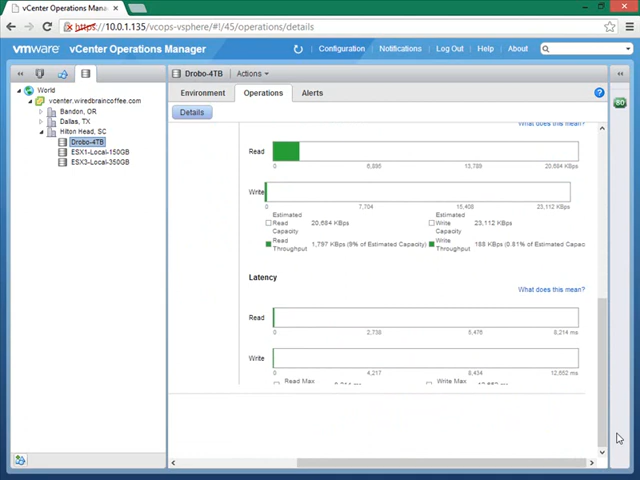 vCenter Operations Manager
https://10.0.1.135/vcops-vsphere/#!/45/operations/details
vmware vCenter Operations Manager
Configuration Notifications Log Out Help About
World
vcenter.wiredbraincoffee.com
Bandon, OR
Dallas, TX
Hilton Head, SC
Drobo-4TB
ESX1-Local-150GB
ESX3-Local-350GB
Drobo-4TB Actions
Environment Operations Alerts
Details
80
What does this mean?
Read
0 6,895 13,789 20,684 KBps
Write
0 7,704 15,408 23,112 KBps
Estimated Read Capacity 20,684 KBps
Estimated Write Capacity 23,112 KBps
Read Throughput 1,797 KBps (9% of Estimated Capacity)
Write Throughput 188 KBps (0.81% of Estimated Capac
Latency
What does this mean?
Read
0 2,738 5,476 8,214 ms
Write
0 4,217 8,434 12,652 ms
Read Max
Write Max